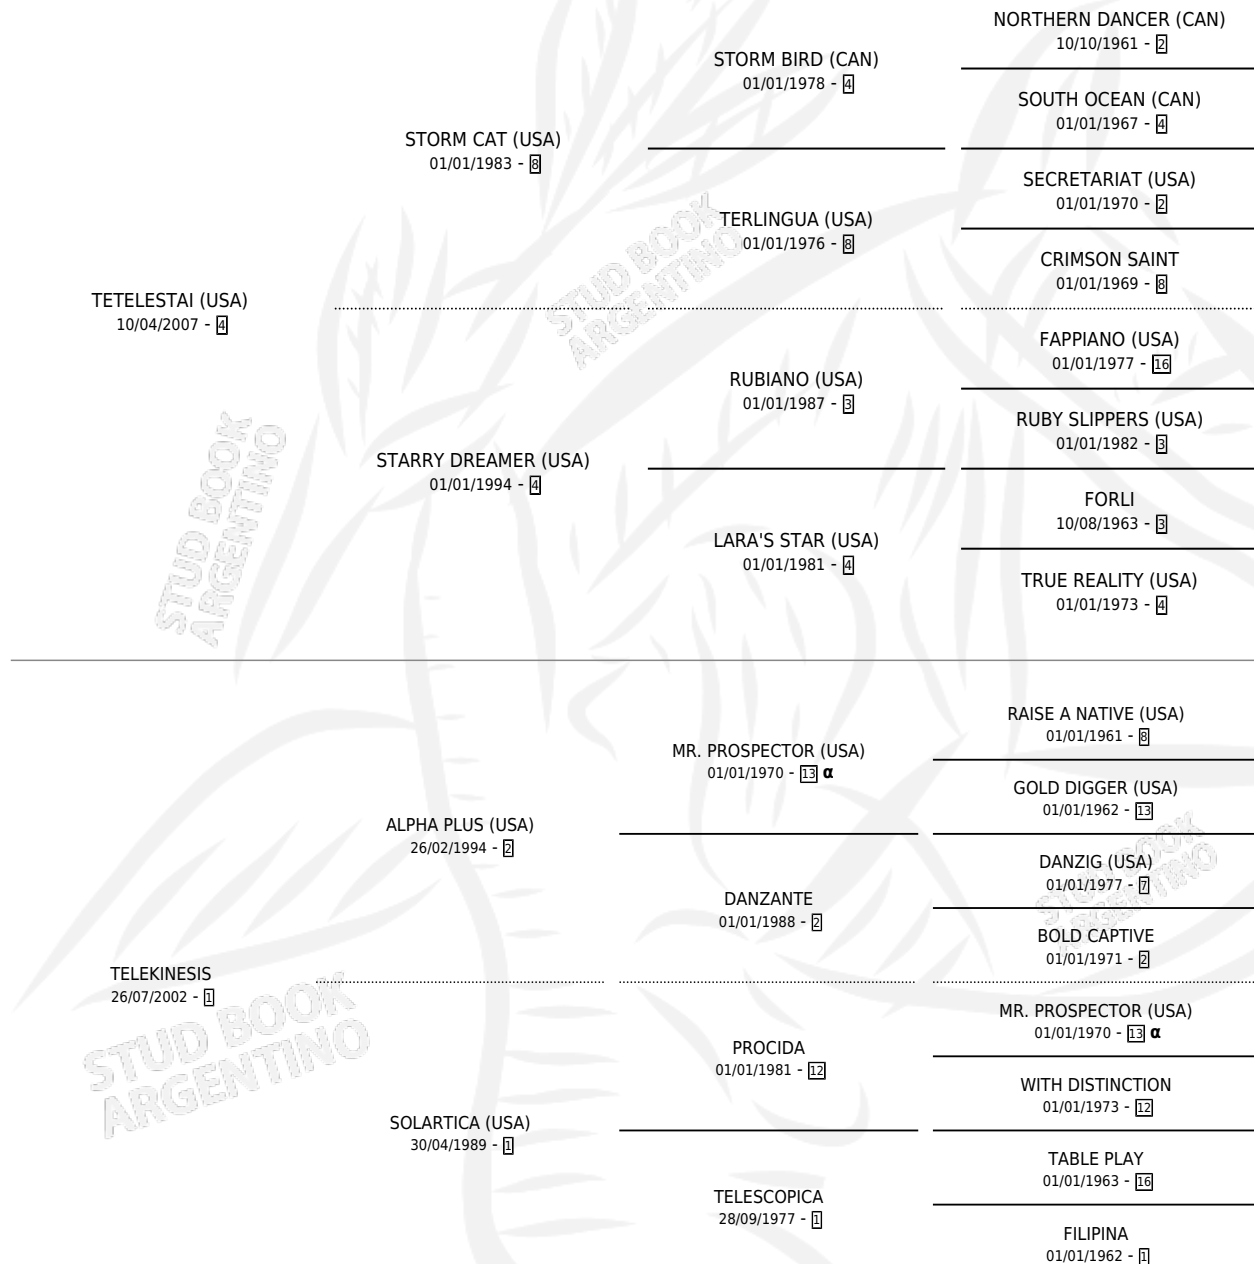 NORTHERN DANCER (CAN)
10/10/1961 - 2
STORM BIRD (CAN)
01/01/1978 - 4
SOUTH OCEAN (CAN)
01/01/1967 - 4
STORM CAT (USA)
01/01/1983 - 8
SECRETARIAT (USA)
01/01/1970 - 2
TERLINGUA (USA)
01/01/1976 - 8
CRIMSON SAINT
01/01/1969 - 8
STUD BOOK
ARGENTINO
TETELESTAI (USA)
10/04/2007 - 4
FAPPIANO (USA)
01/01/1977 - 16
RUBIANO (USA)
01/01/1987 - 3
RUBY SLIPPERS (USA)
01/01/1982 - 3
STARRY DREAMER (USA)
01/01/1994 - 4
FORLI
10/08/1963 - 3
LARA'S STAR (USA)
01/01/1981 - 4
TRUE REALITY (USA)
01/01/1973 - 4
STUD BOOK
ARGENTINO
RAISE A NATIVE (USA)
01/01/1961 - 8
MR. PROSPECTOR (USA)
01/01/1970 - 13 α
GOLD DIGGER (USA)
01/01/1962 - 13
ALPHA PLUS (USA)
26/02/1994 - 2
DANZIG (USA)
01/01/1977 - 7
STUD BOOK
ARGENTINO
DANZANTE
01/01/1988 - 2
BOLD CAPTIVE
01/01/1971 - 2
TELEKINESIS
26/07/2002 - 1
STUD BOOK
ARGENTINO
MR. PROSPECTOR (USA)
01/01/1970 - 13 α
PROCIDA
01/01/1981 - 12
WITH DISTINCTION
01/01/1973 - 12
SOLARTICA (USA)
30/04/1989 - 1
TABLE PLAY
01/01/1963 - 16
TELESCOPICA
28/09/1977 - 1
FILIPINA
01/01/1962 - 1